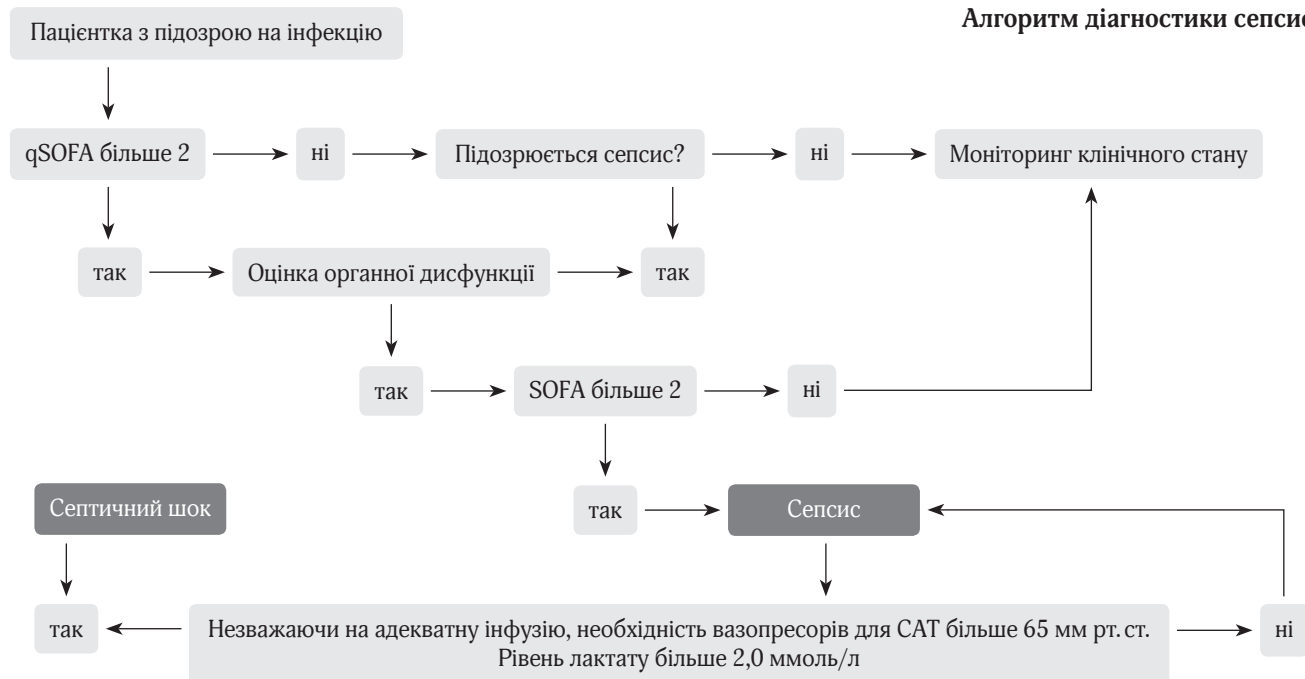 Алгоритм діагностики сепсис
Пацієнтка з підозрою на інфекцію
qSOFA більше 2
ні
Підозрюється сепсис?
ні
Моніторинг клінічного стану
так
Оцінка органної дисфункції
так
так
SOFA більше 2
ні
Септичний шок
так
Сепсис
так
Незважаючи на адекватну інфузію, необхідність вазопресорів для САТ більше 65 мм рт. ст.
Рівень лактату більше 2,0 ммоль/л
ні